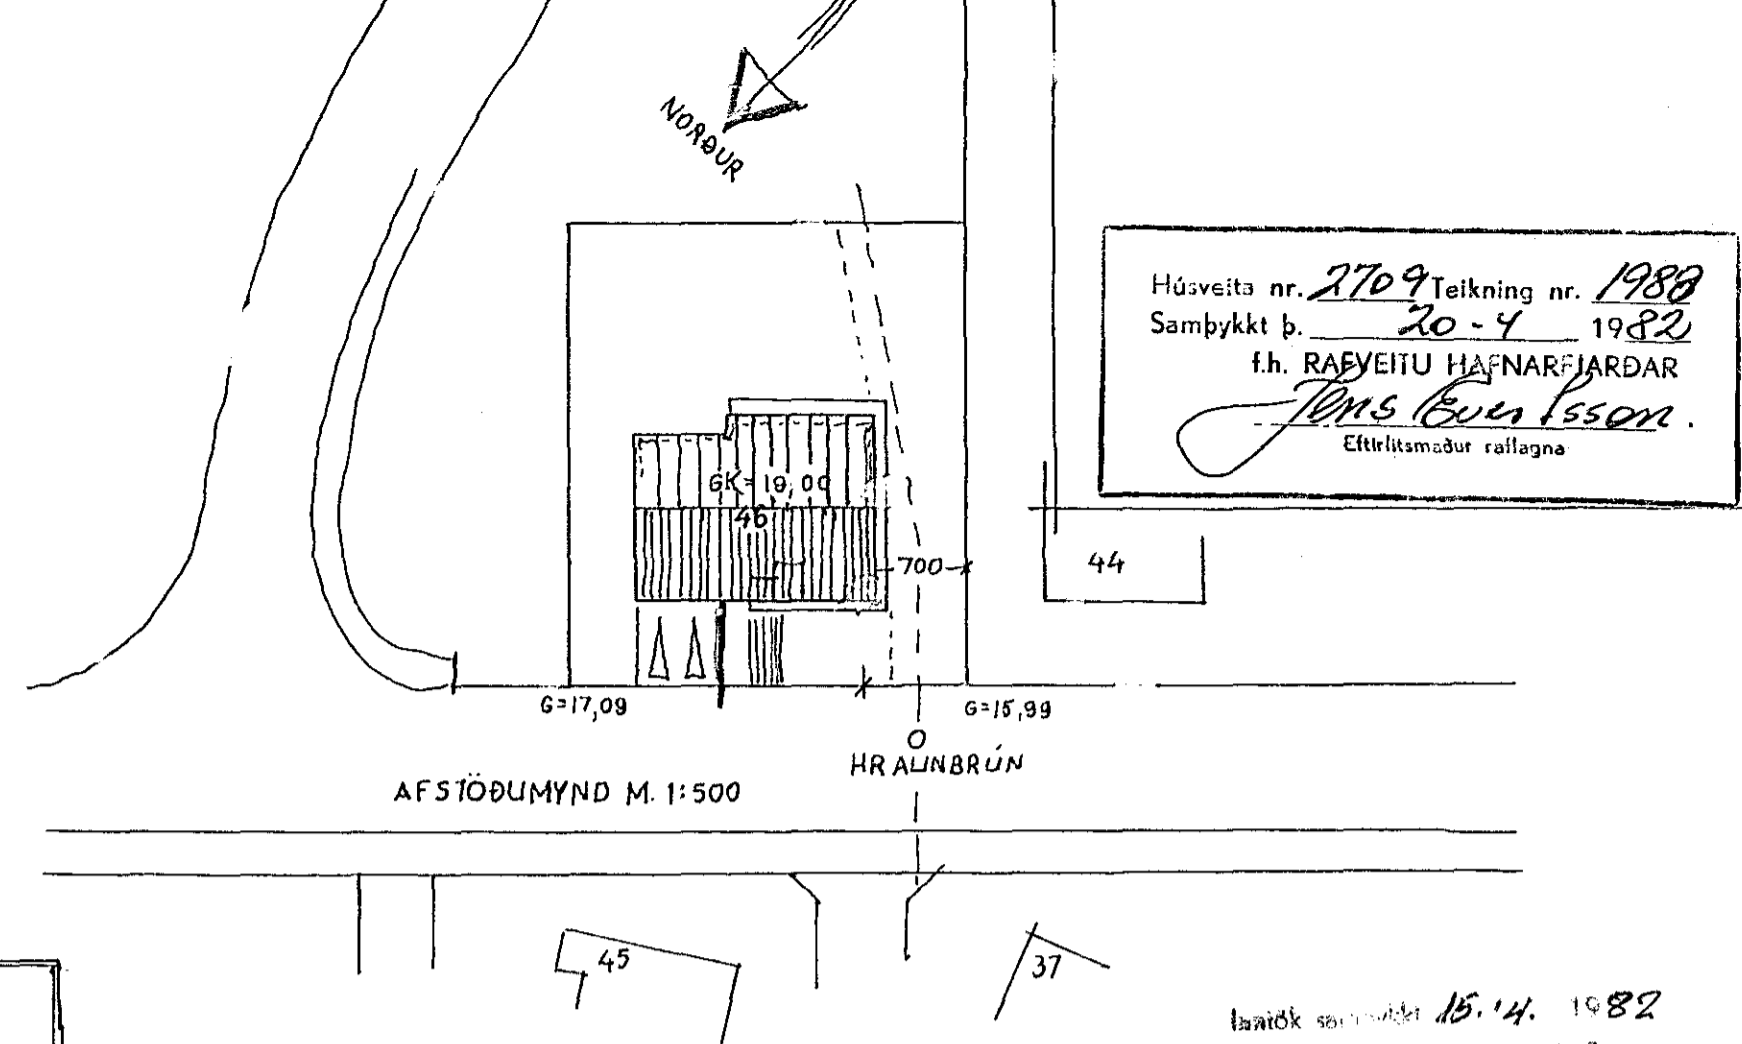 NORÐUR
Húsveita nr. 2709 Teikning nr. 1988
Samþykkt þ. 20-4 1982
f.h. RAFVEITU HAFNARFJARÐAR
Eftirlitsmaður raflagna
GK=19,00
46
700
44
G=17,09
G=15,99
HRAUNBRÚN
AFSTÖÐUMYND M. 1:500
45
37
15.'4. 1982